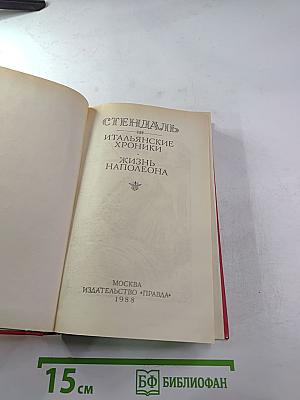 СТЕНДАЛЬ
ИТАЛЬЯНСКИЕ
ХРОНИКИ
ЖИЗНЬ
НАПОЛЕОНА
МОСКВА
ИЗДАТЕЛЬСТВО «ПРАВДА»
1988
15 см
БФ БИБЛИОФАН